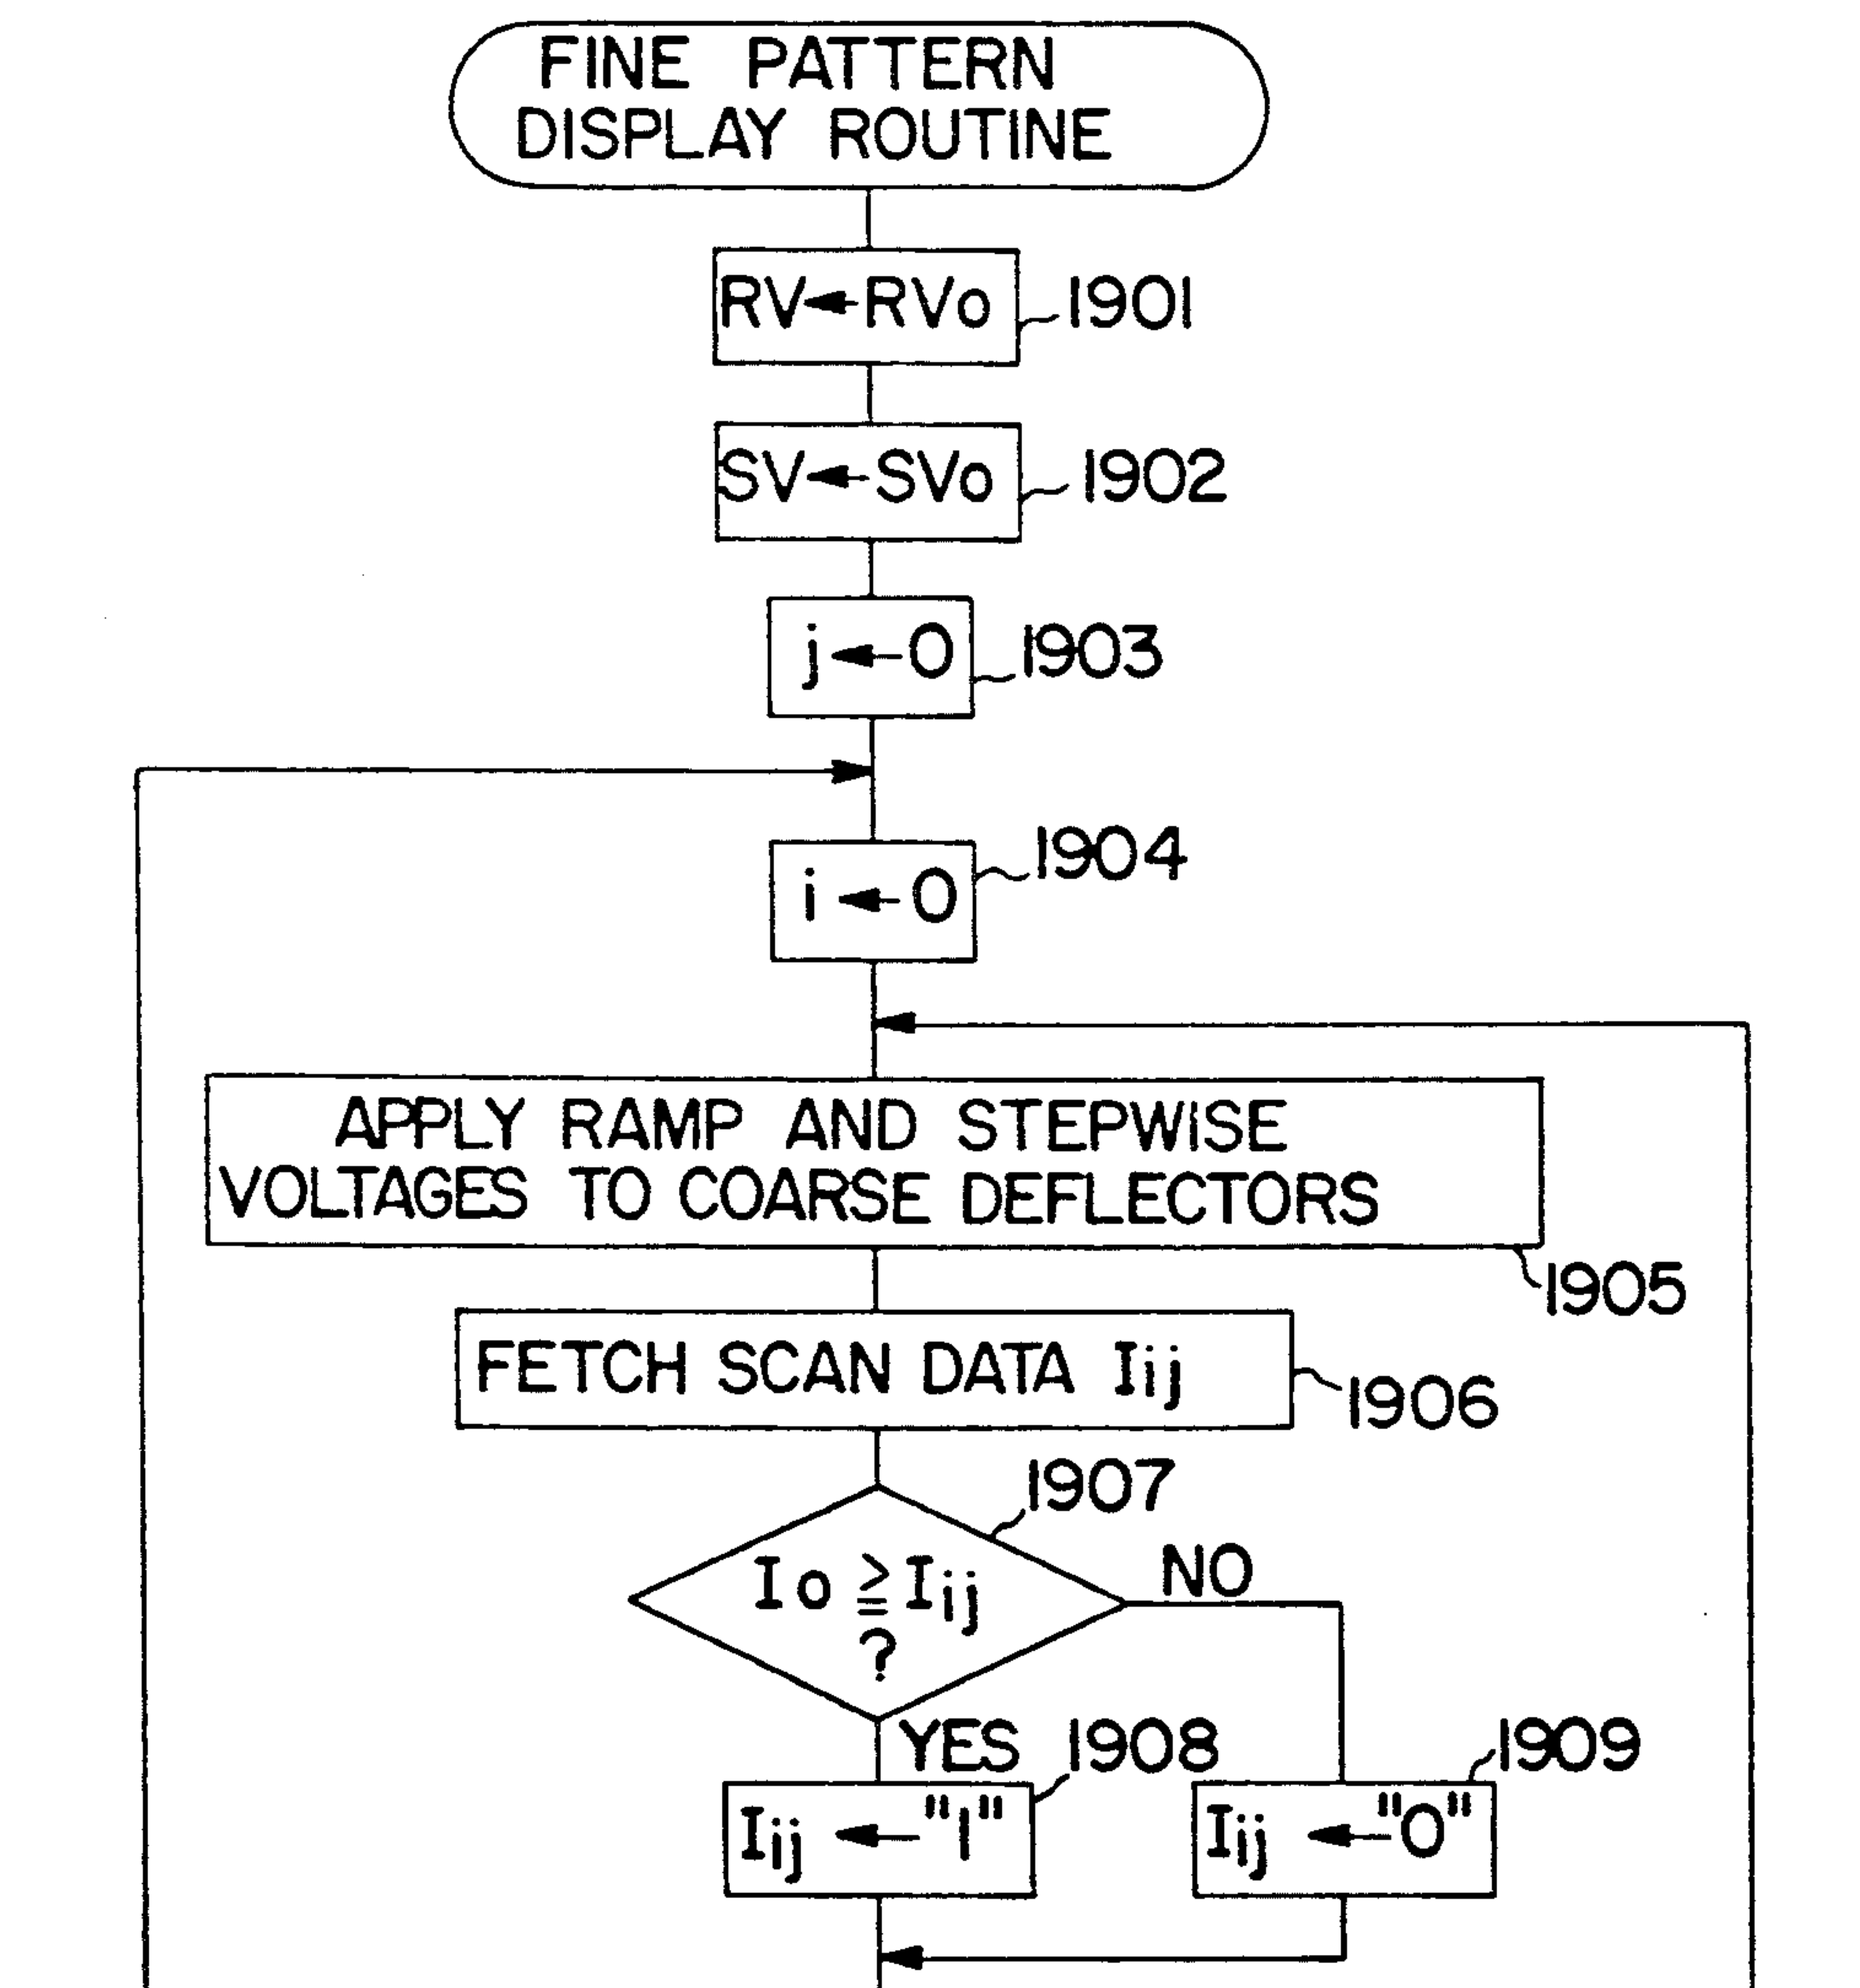 FINE PATTERN
DISPLAY ROUTINE
RV←RVo
1901
SV←SVo
1902
j←0
1903
1904
i←0
APPLY RAMP AND STEPWISE
VOLTAGES TO COARSE DEFLECTORS
1905
FETCH SCAN DATA Iij
1906
1907
Io ≧ Iij
?
NO
YES
1908
1909
Iij ← "1"
Iij ← "0"